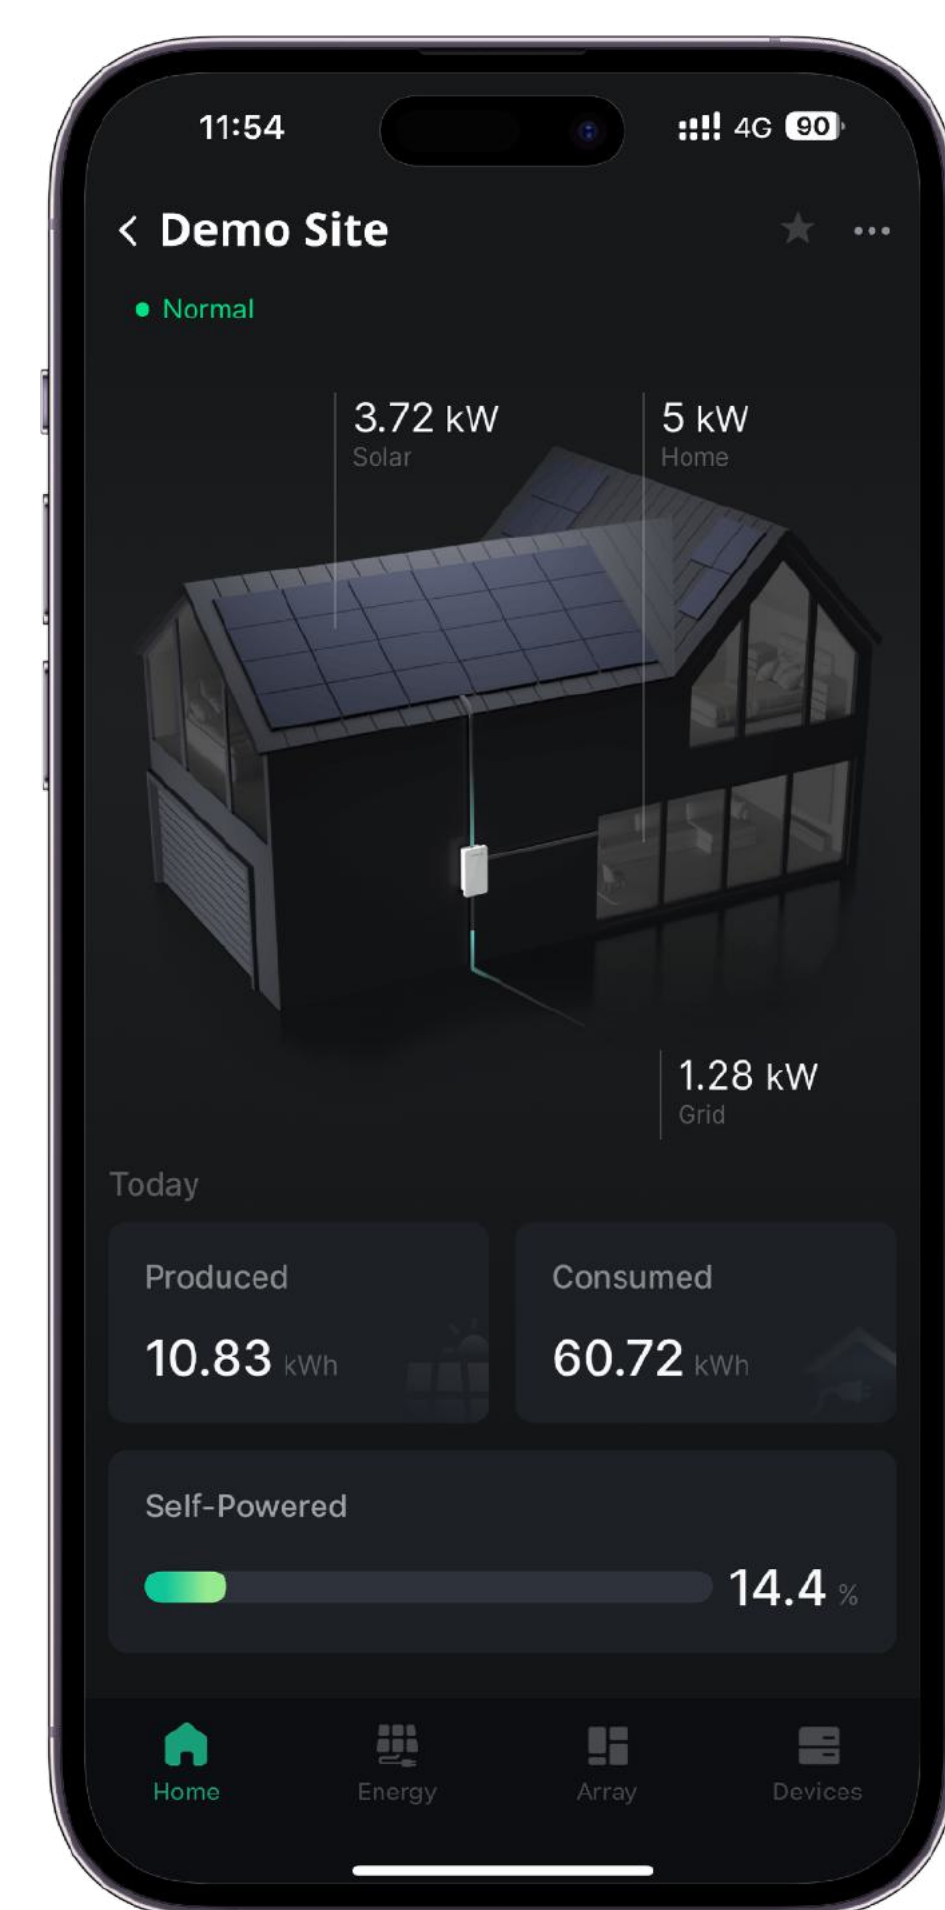 11:54 4G 90
Demo Site
Normal
3.72 kW 5 kW
Solar Home
1.28 kW
Grid
Today
Produced Consumed
10.83 kWh 60.72 kWh
Self-Powered
14.4 %
Home Energy Array Devices